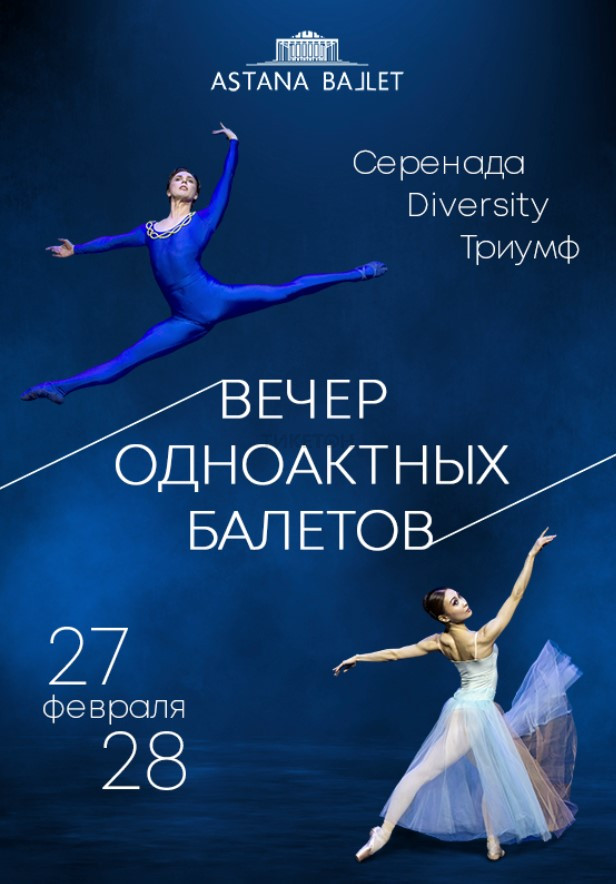 ASTANA BALLET
Серенада
Diversity
Триумф
ВЕЧЕР
ОДНОАКТНЫХ
БАЛЕТОВ
27
февраля
28